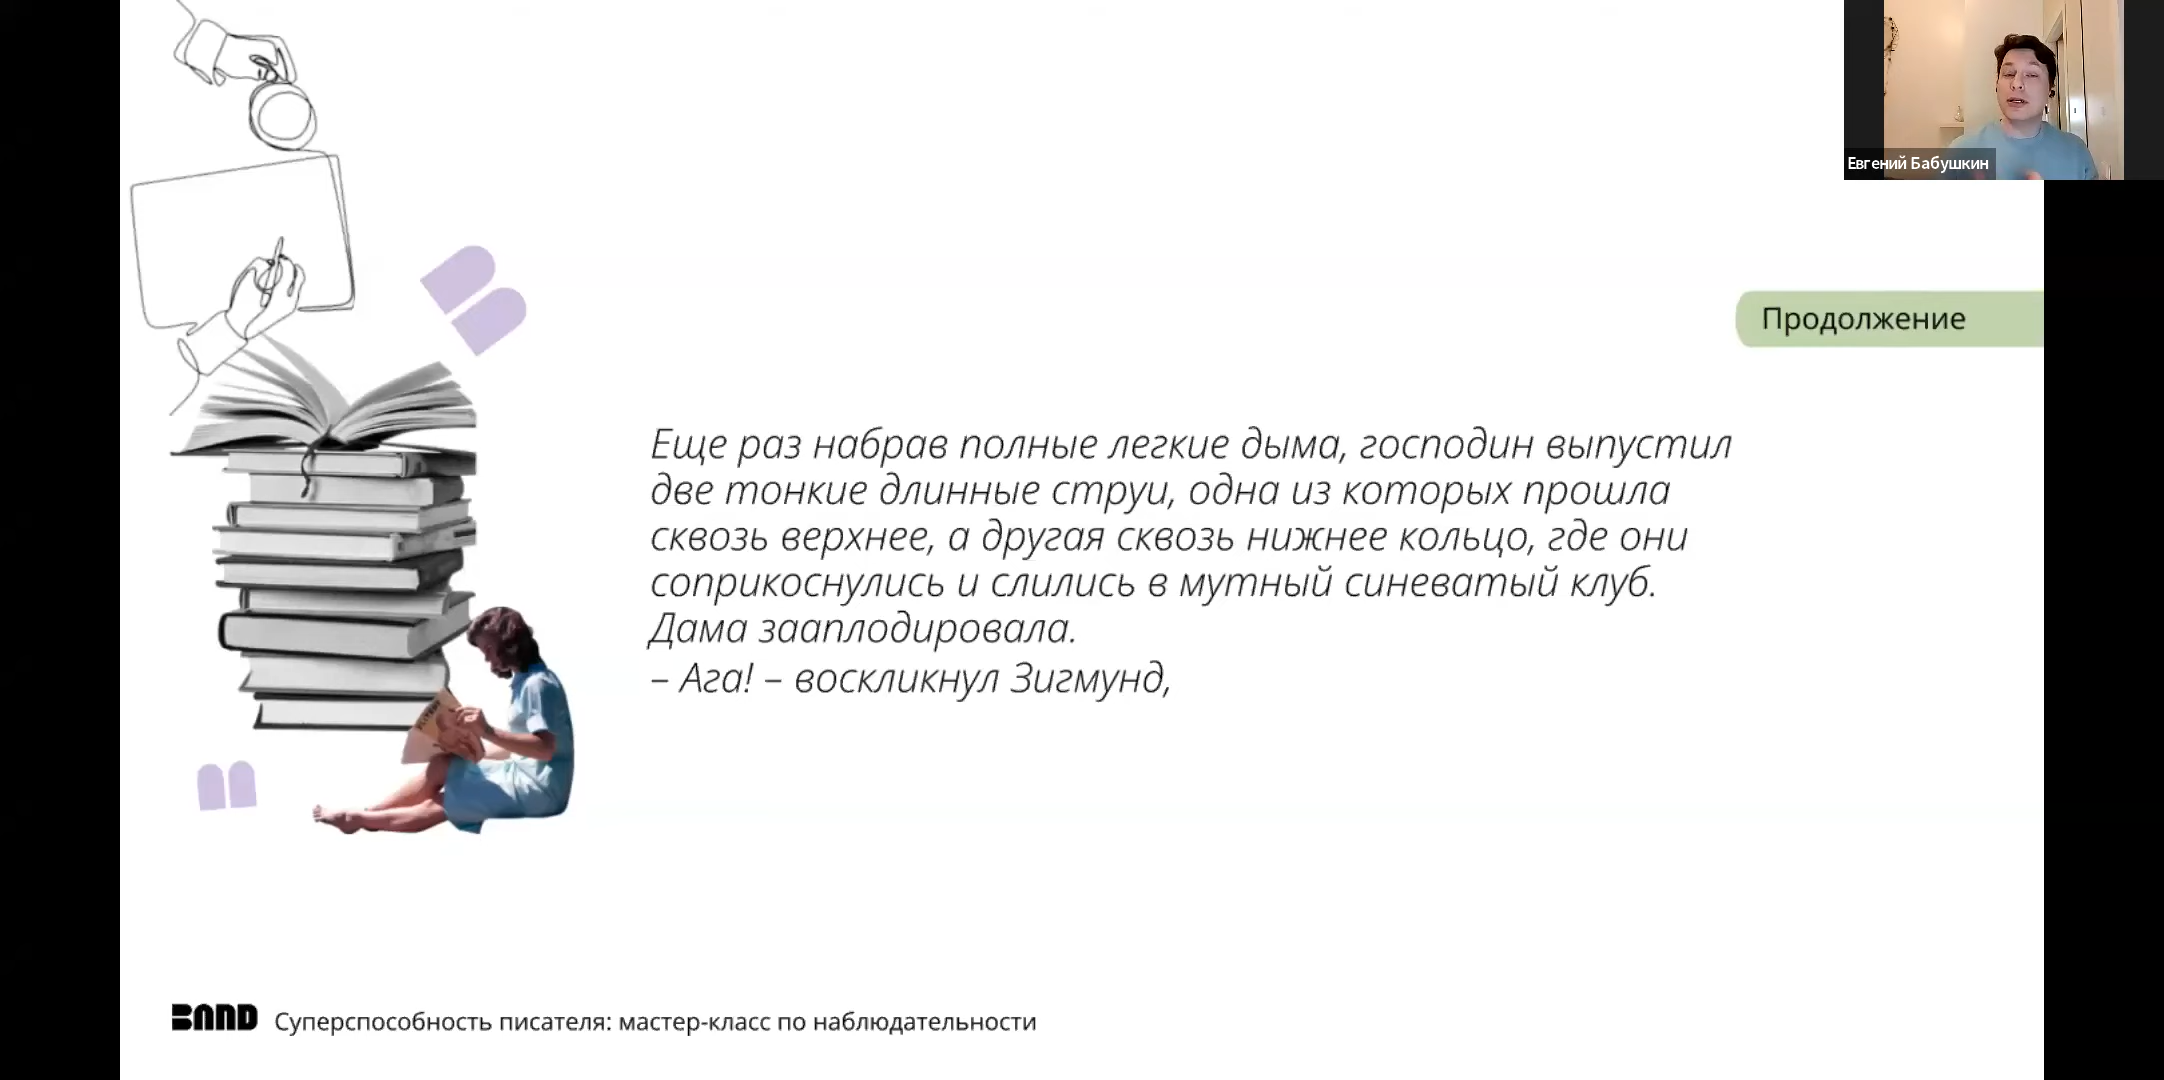 Евгений Бабушкин
Продолжение
Еще раз набрав полные легкие дыма, господин выпустил
две тонкие длинные струи, одна из которых прошла
сквозь верхнее, а другая сквозь нижнее кольцо, где они
соприкоснулись и слились в мутный синеватый клуб.
Дама зааплодировала.
– Ага! – воскликнул Зигмунд,
BAND Суперспособность писателя: мастер-класс по наблюдательности